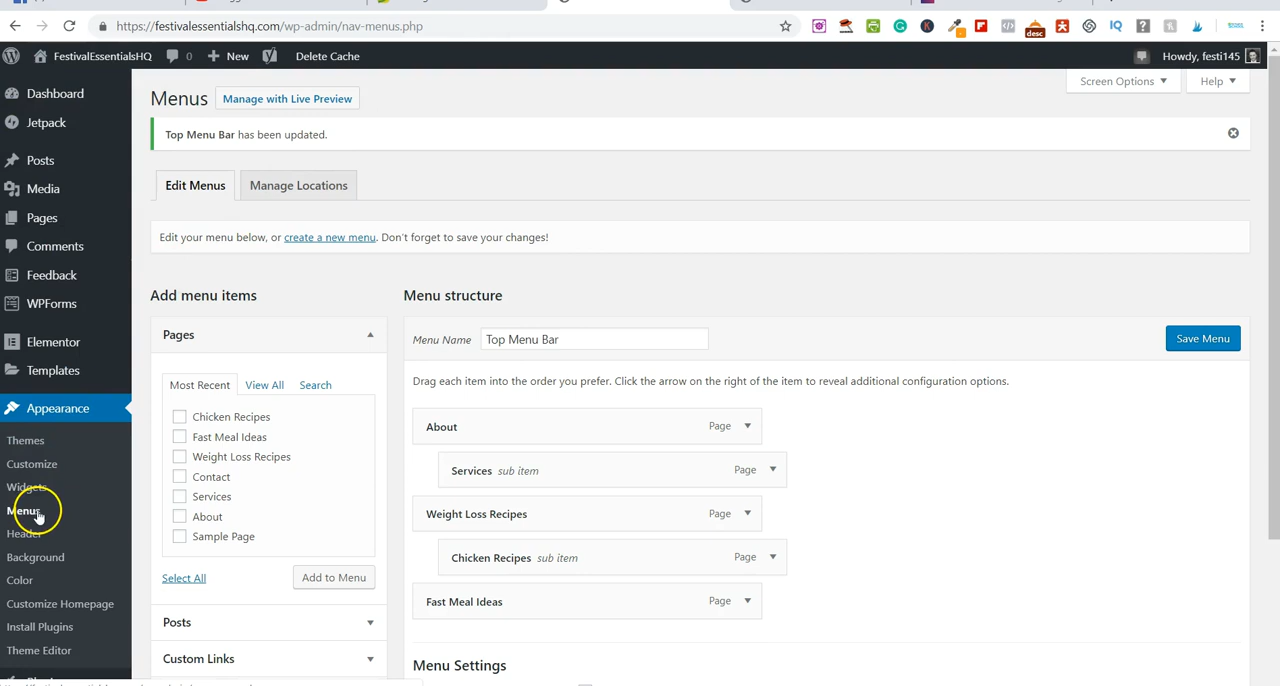 https://festivalessentialshq.com/wp-admin/nav-menus.php
desc
FestivalEssentialsHQ 0 New Delete Cache Howdy, festi145
Screen Options Help
Dashboard
Jetpack
Posts
Media
Pages
Comments
Feedback
WPForms
Elementor
Templates
Appearance
Themes
Customize
Widgets
Menus
Header
Background
Color
Customize Homepage
Install Plugins
Theme Editor
Menus Manage with Live Preview
Top Menu Bar has been updated.
Edit Menus Manage Locations
Edit your menu below, or create a new menu. Don't forget to save your changes!
Add menu items
Pages
Most Recent View All Search
Chicken Recipes
Fast Meal Ideas
Weight Loss Recipes
Contact
Services
About
Sample Page
Select All Add to Menu
Posts
Custom Links
Menu structure
Menu Name Top Menu Bar Save Menu
Drag each item into the order you prefer. Click the arrow on the right of the item to reveal additional configuration options.
About Page
Services sub item Page
Weight Loss Recipes Page
Chicken Recipes sub item Page
Fast Meal Ideas Page
Menu Settings